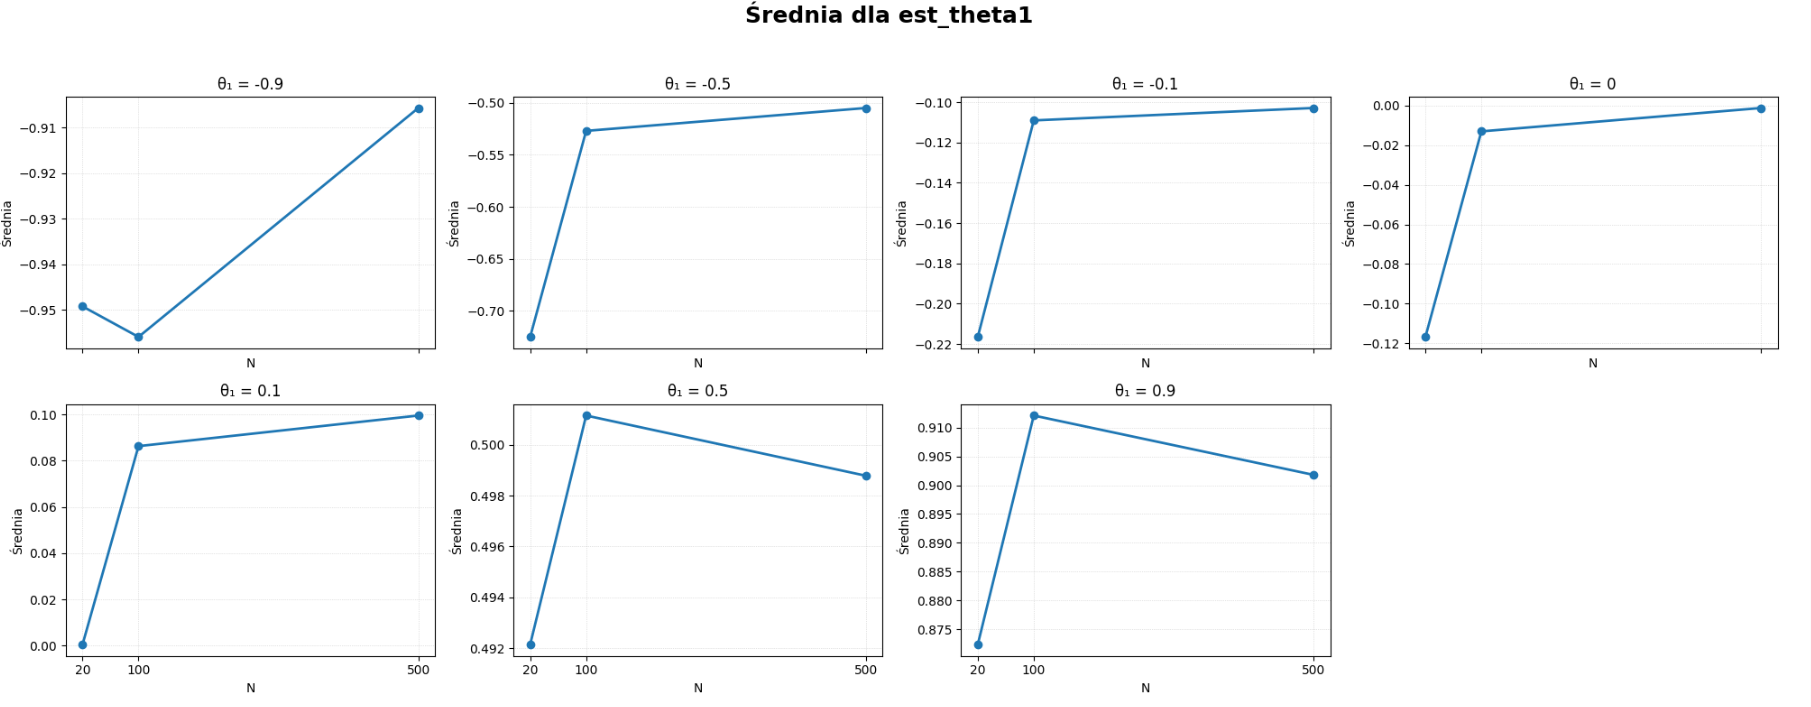 Średnia dla est_theta1
θ₁ = -0.9
θ₁ = -0.5
θ₁ = -0.1
θ₁ = 0
Średnia
−0.91
−0.92
−0.93
−0.94
−0.95
N
Średnia
−0.50
−0.55
−0.60
−0.65
−0.70
N
Średnia
−0.10
−0.12
−0.14
−0.16
−0.18
−0.20
−0.22
N
Średnia
0.00
−0.02
−0.04
−0.06
−0.08
−0.10
−0.12
N
θ₁ = 0.1
θ₁ = 0.5
θ₁ = 0.9
Średnia
0.10
0.08
0.06
0.04
0.02
0.00
20 100 500
N
Średnia
0.500
0.498
0.496
0.494
0.492
20 100 500
N
Średnia
0.910
0.905
0.900
0.895
0.890
0.885
0.880
0.875
20 100 500
N